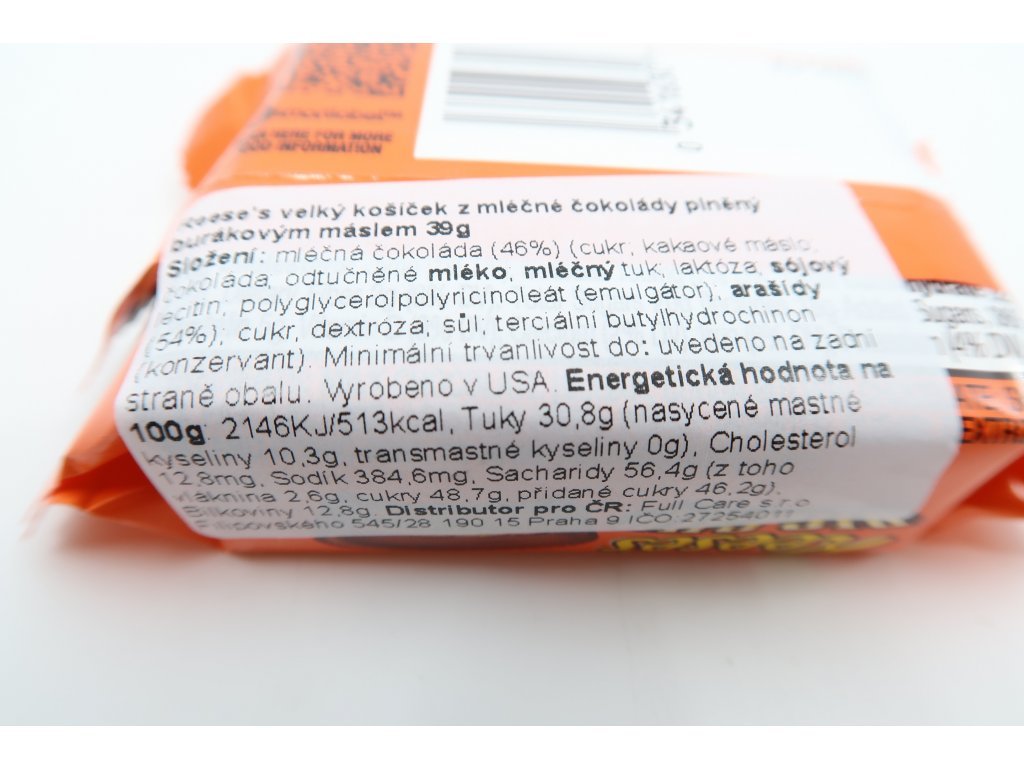 FOR MORE
INFORMATION
Reese's velký košíček z mléčné čokolády plněný
burákovým máslem 39g
Složení: mléčná čokoláda (46%) (cukr, kakaové máslo,
čokoláda, odtučněné mléko, mléčný tuk, laktóza, sójový
lecitin, polyglycerolpolyricinoleát (emulgátor), arašídy
(54%), cukr, dextróza, sůl, terciální butylhydrochinon
(konzervant). Minimální trvanlivost do: uvedeno na zadní
straně obalu. Vyrobeno v USA. Energetická hodnota na
100g: 2146KJ/513kcal, Tuky 30,8g (nasycené mastné
kyseliny 10,3g, transmastné kyseliny 0g), Cholesterol
12,8mg, Sodík 384,6mg, Sacharidy 56,4g (z toho
vláknina 2,6g, cukry 48,7g, přidané cukry 46,2g),
Bílkoviny 12,8g. Distributor pro ČR: Full Care s.r.o
Filipovského 545/28 190 15 Praha 9 IČO:27254011